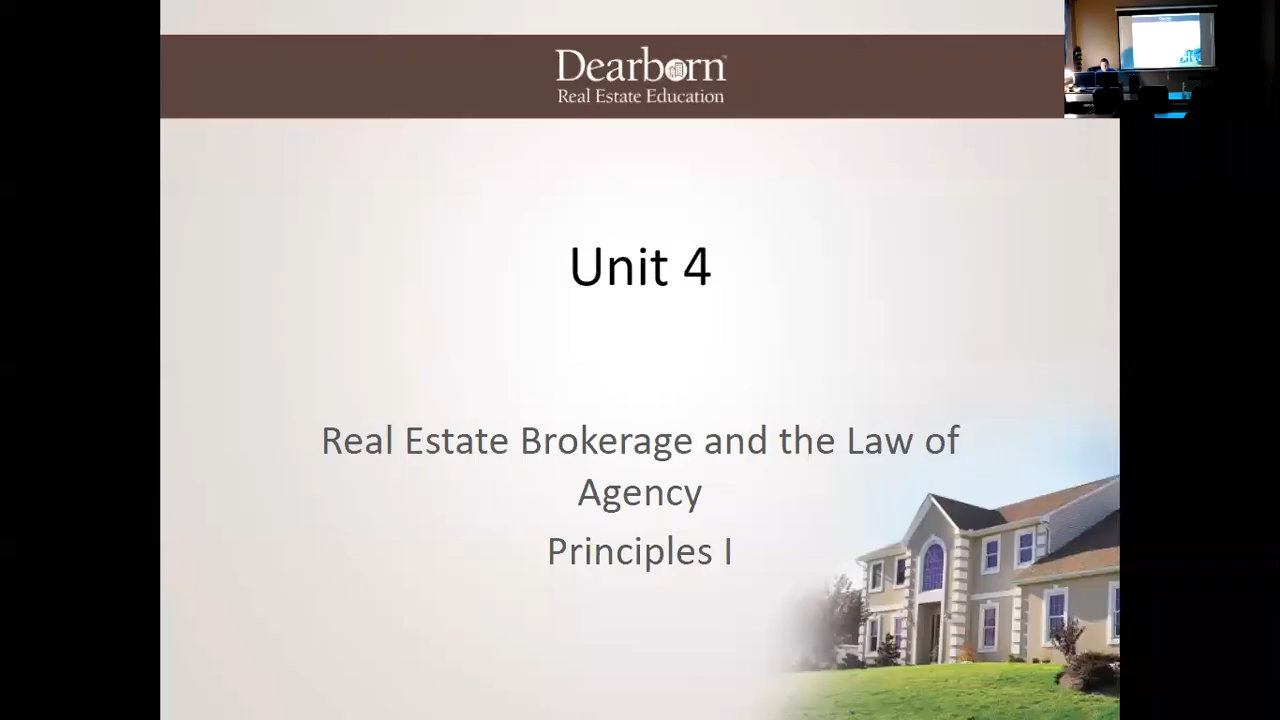 Dearborn
Real Estate Education
Unit 4
Real Estate Brokerage and the Law of
Agency
Principles I